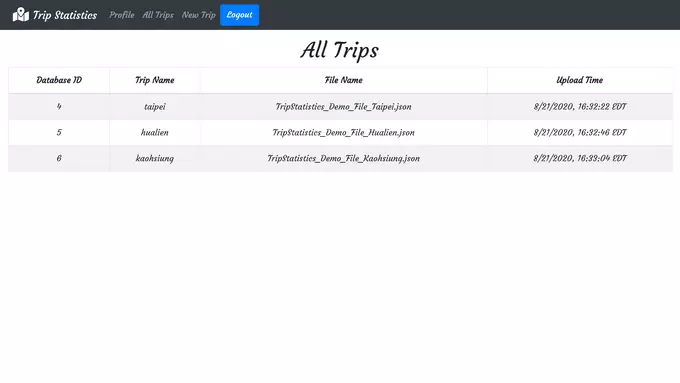 Trip Statistics Profile All Trips New Trip Logout
All Trips
Database ID Trip Name File Name Upload Time
4 taipei TripStatistics_Demo_File_Taipei.json 8/21/2020, 16:32:22 EDT
5 hualien TripStatistics_Demo_File_Hualien.json 8/21/2020, 16:32:46 EDT
6 kaohsiung TripStatistics_Demo_File_Kaohsiung.json 8/21/2020, 16:33:04 EDT